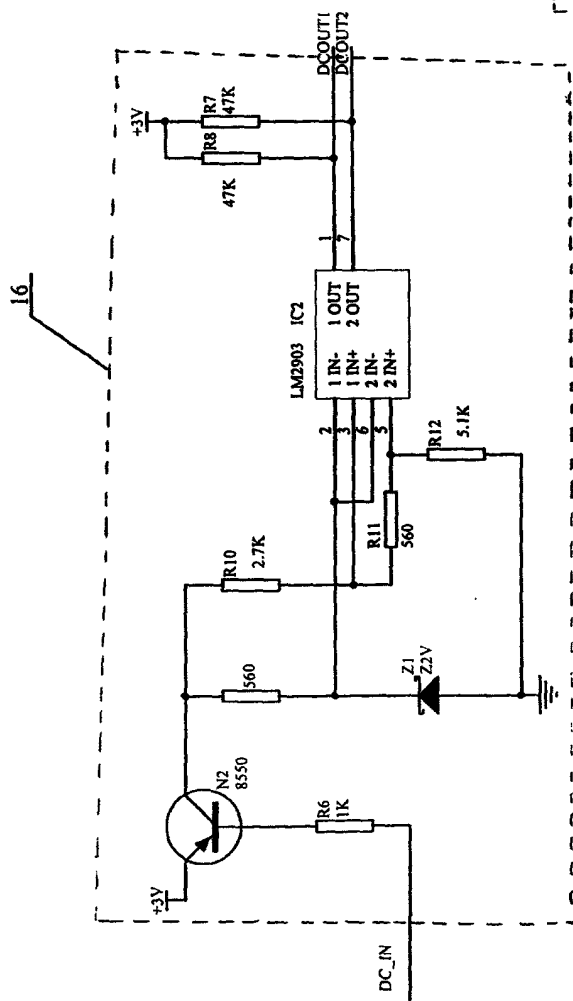 16
+3V
R8
47K
R7
47K
DCOUT1
DCOUT2
LM2903 IC2
2 1 IN- 1 OUT 1
3 1 IN+ 2 OUT 7
6 2 IN-
5 2 IN+
R10
2.7K
R11
560
R12
5.1K
560
Z1
Z2V
+3V
N2
8550
R6
1K
DC_IN